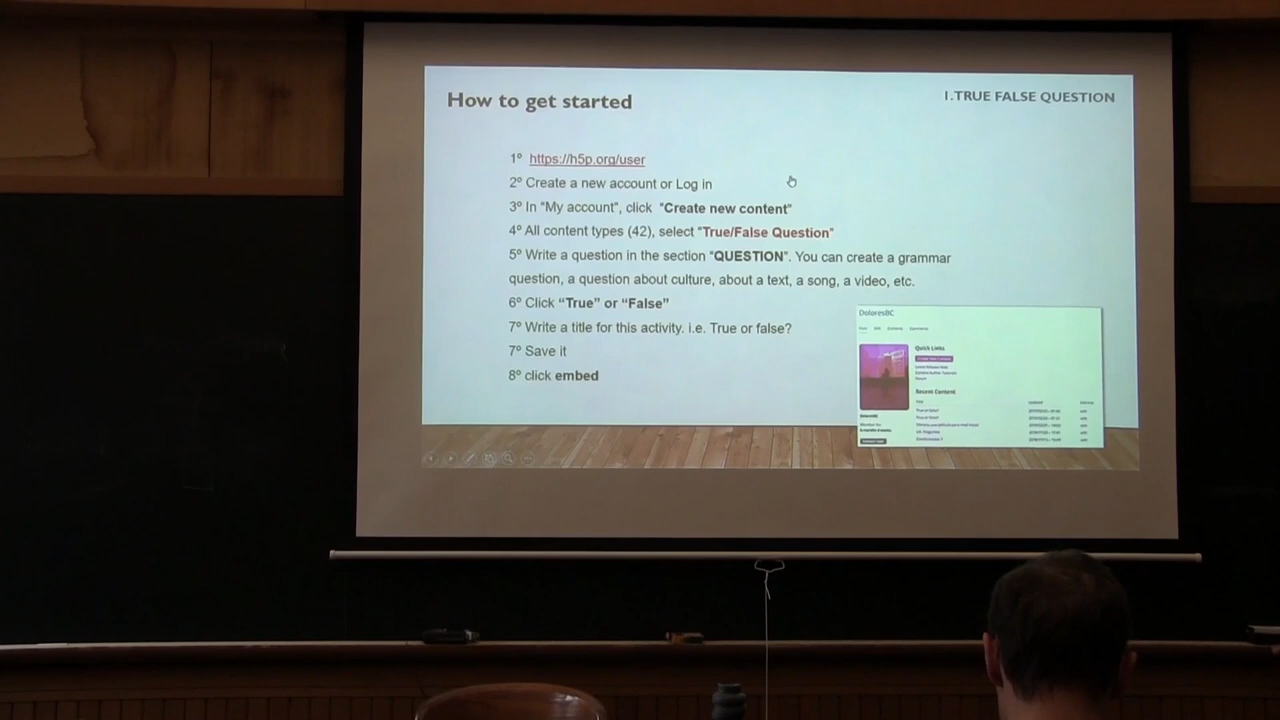 How to get started
1.TRUE FALSE QUESTION
1º https://h5p.org/user
2º Create a new account or Log in
3º In "My account", click "Create new content"
4º All content types (42), select "True/False Question"
5º Write a question in the section "QUESTION". You can create a grammar
question, a question about culture, about a text, a song, a video, etc.
6º Click “True” or “False”
7º Write a title for this activity. i.e. True or false?
7º Save it
8º click embed
DoloresBC
Quick Links
Create New Content
Recent Content